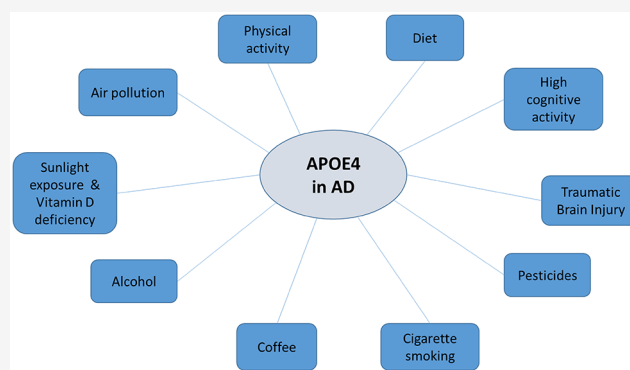 Physical
activity
Diet
Air pollution
High
cognitive
activity
APOE4
in AD
Sunlight
exposure &
Vitamin D
deficiency
Traumatic
Brain Injury
Alcohol
Pesticides
Coffee
Cigarette
smoking